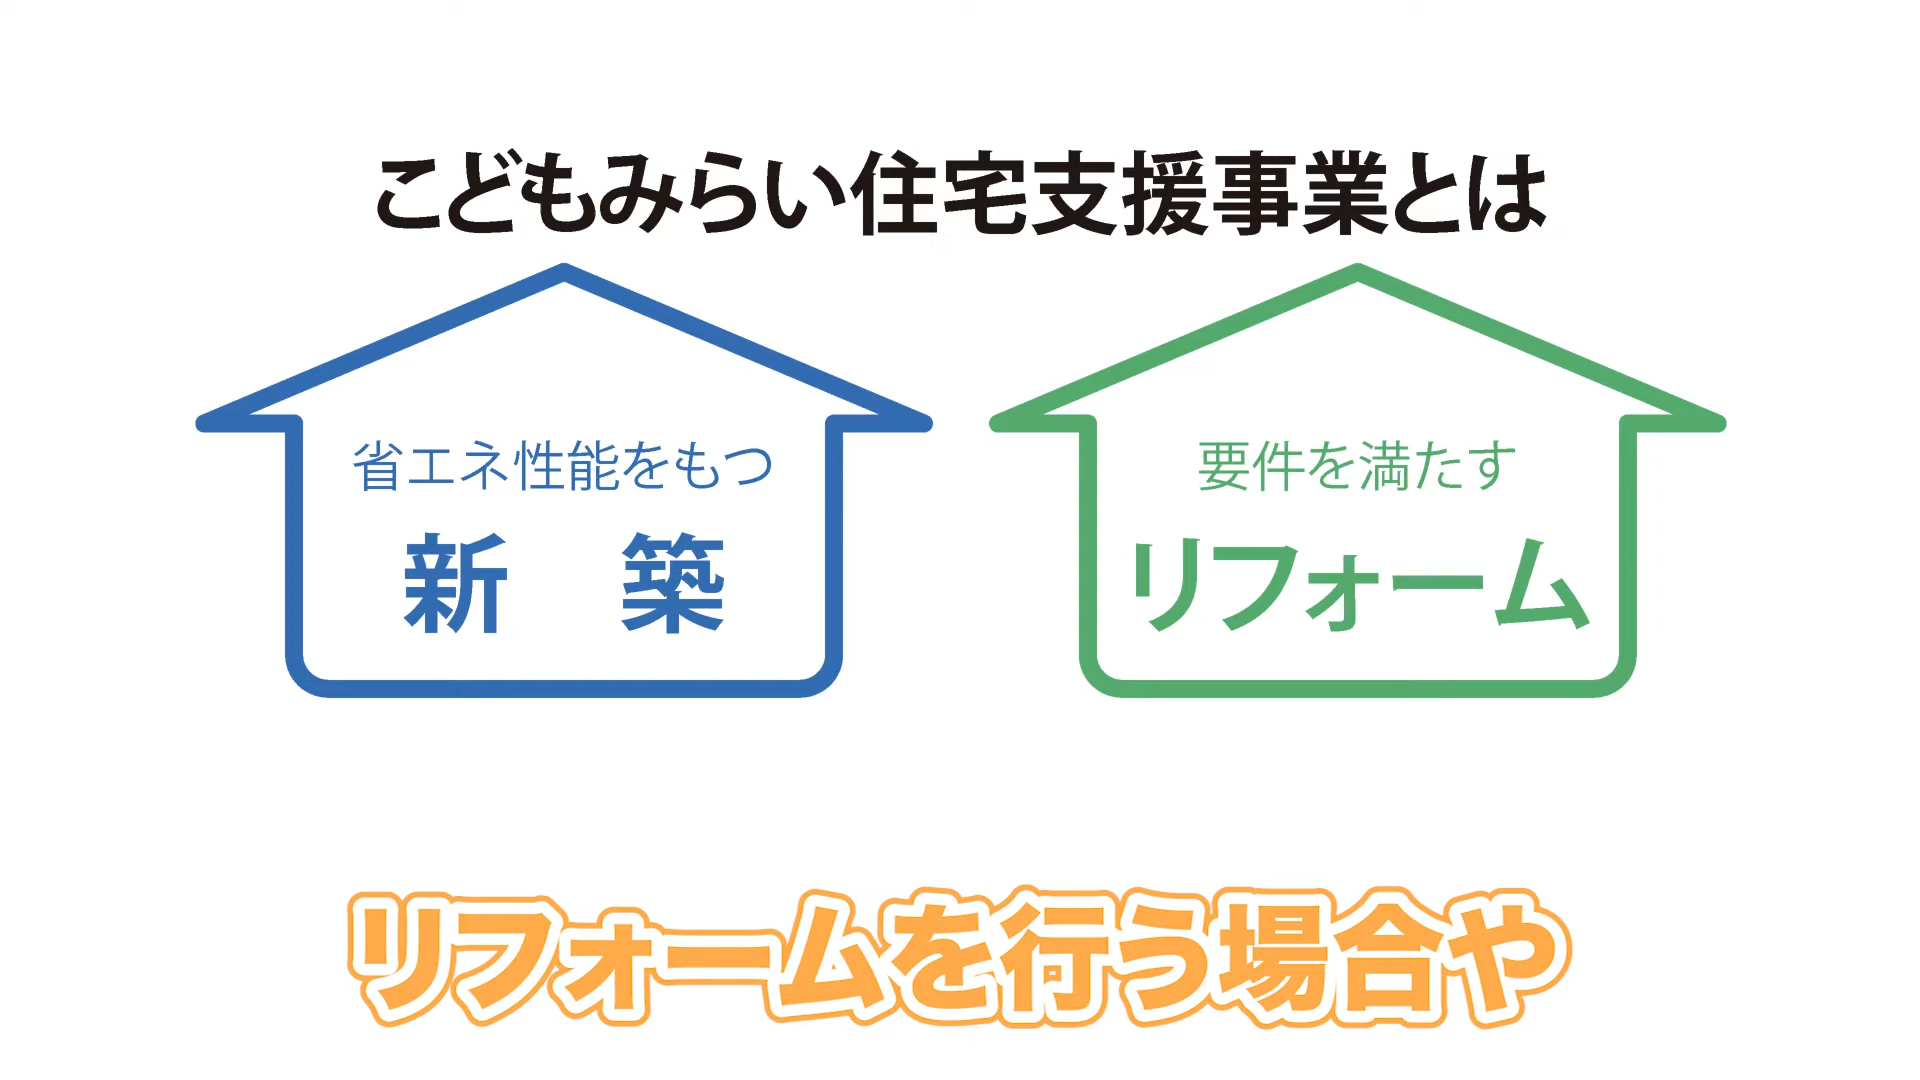 こどもみらい住宅支援事業とは
省エネ性能をもつ
新　築
要件を満たす
リフォーム
リフォームを行う場合や